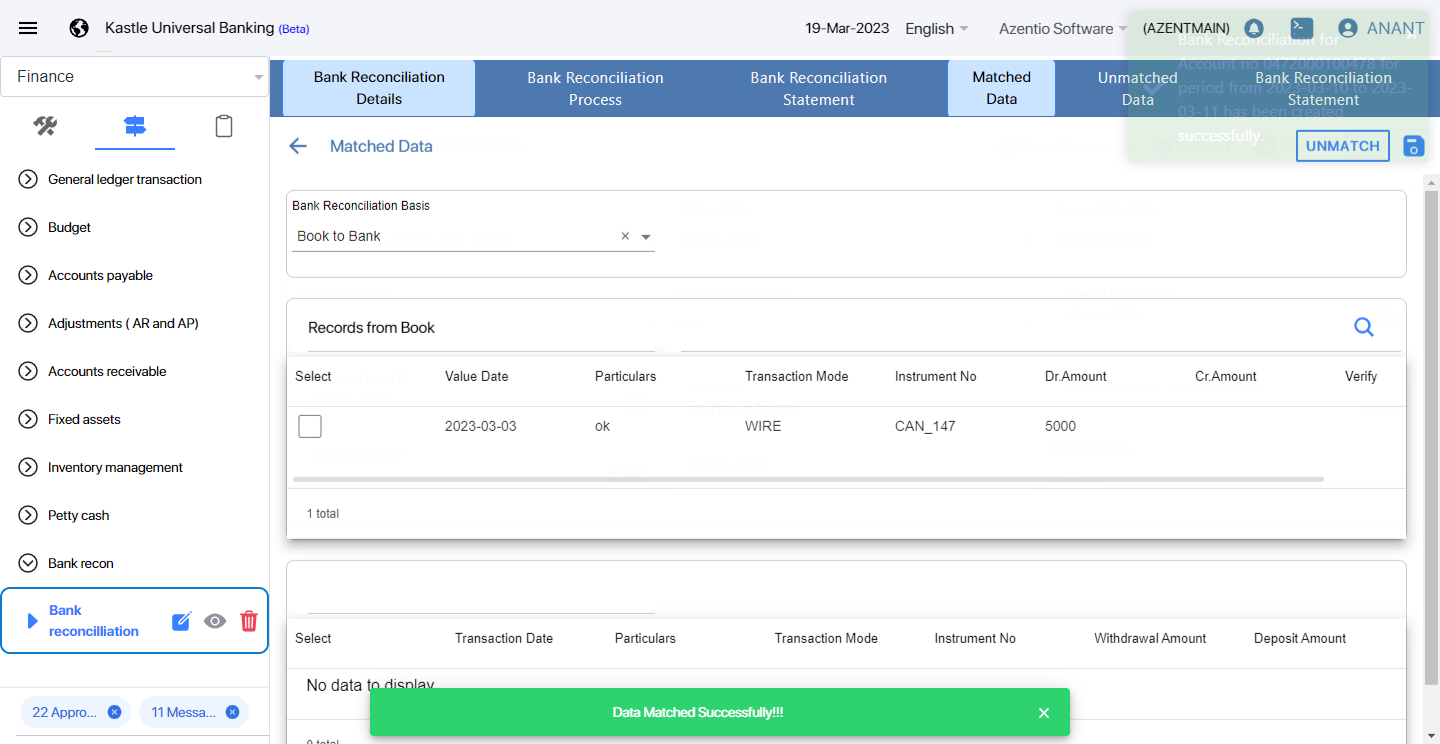 Kastle Universal Banking (Beta)
19-Mar-2023
English
Azentio Software
(AZENTMAIN)
ANANT
Finance
General ledger transaction
Budget
Accounts payable
Adjustments ( AR and AP)
Accounts receivable
Fixed assets
Inventory management
Petty cash
Bank recon
Bank
reconcilliation
22 Appro...
11 Messa...
Bank Reconciliation
Details
Bank Reconciliation
Process
Bank Reconciliation
Statement
Matched
Data
Unmatched
Data
Bank Reconciliation
Statement
Bank Reconciliation for
Account no 0472000100478 for
period from 2023-03-10 to 2023-
03-11 has been created
successfully.
Matched Data
UNMATCH
Bank Reconciliation Basis
Book to Bank
Records from Book
Select Value Date Particulars Transaction Mode Instrument No Dr.Amount Cr.Amount Verify
2023-03-03 ok WIRE CAN_147 5000
1 total
Select Transaction Date Particulars Transaction Mode Instrument No Withdrawal Amount Deposit Amount
No data to display
Data Matched Successfully!!!
0 total